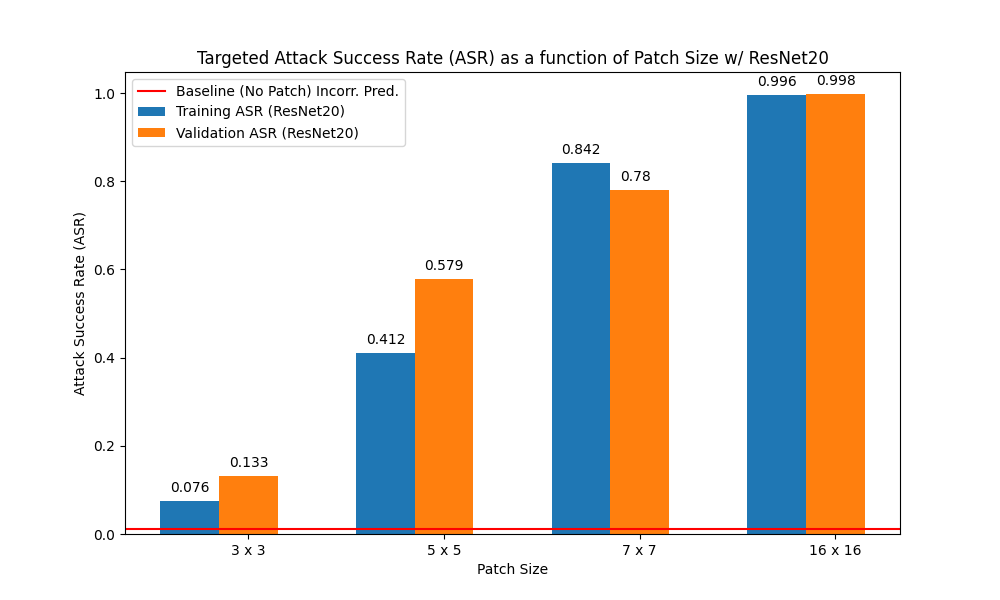 Targeted Attack Success Rate (ASR) as a function of Patch Size w/ ResNet20
Baseline (No Patch) Incorr. Pred.
Training ASR (ResNet20)
Validation ASR (ResNet20)
Attack Success Rate (ASR)
1.0
0.8
0.6
0.4
0.2
0.0
0.076
0.133
0.412
0.579
0.842
0.78
0.996
0.998
3 x 3
5 x 5
7 x 7
16 x 16
Patch Size